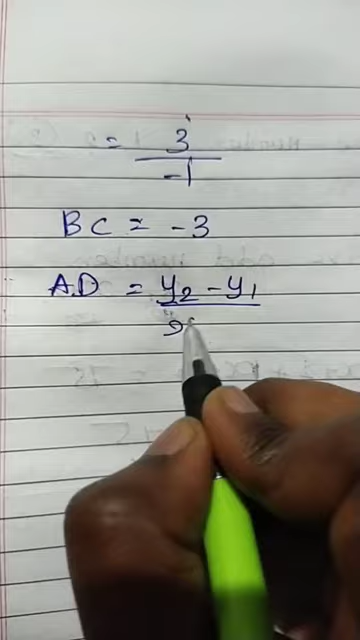 = 3 / -1
BC = -3
AD = y₂ - y₁